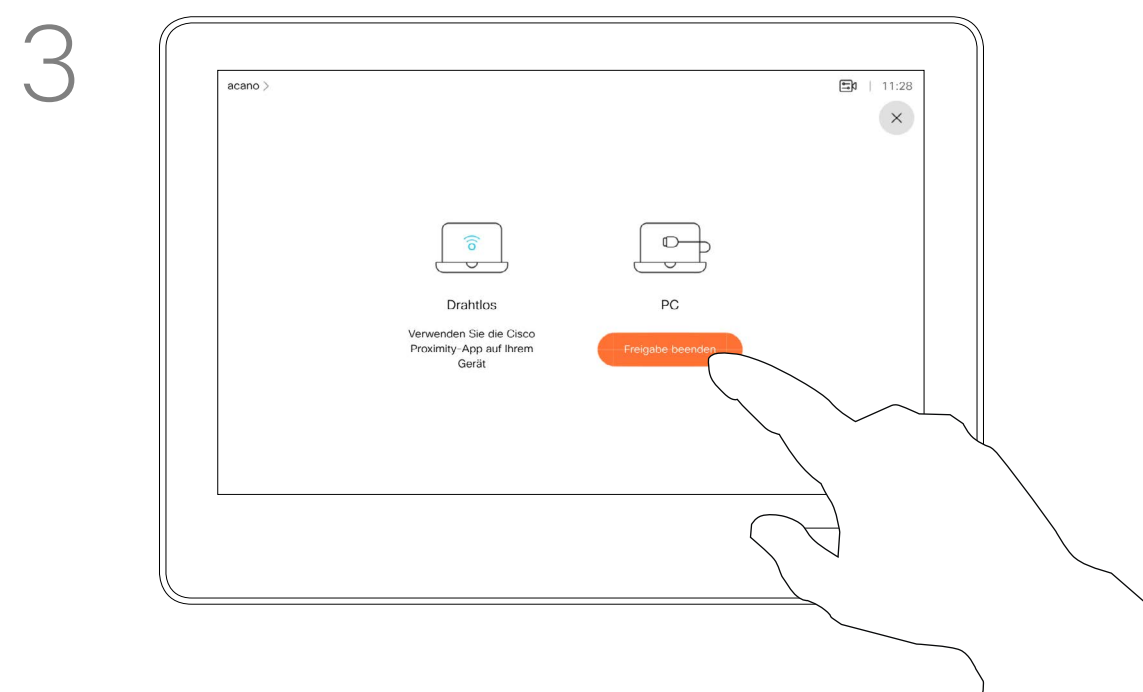 3
acano >
| 11:28
Drahtlos
PC
Verwenden Sie die Cisco
Proximity-App auf Ihrem
Gerät
Freigabe beenden